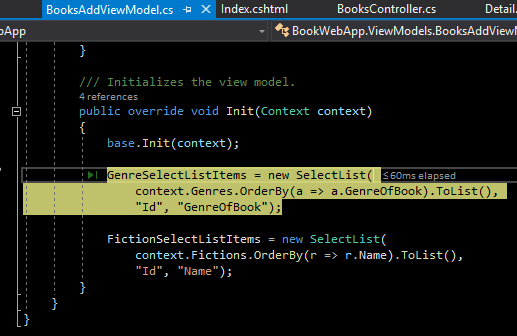 BooksAddViewModel.cs
Index.cshtml
BooksController.cs
Detail.
bApp
BookWebApp.ViewModels.BooksAddViewM
}
/// Initializes the view model.
4 references
public override void Init(Context context)
{
base.Init(context);
GenreSelectListItems = new SelectList( ≤60ms elapsed
context.Genres.OrderBy(a => a.GenreOfBook).ToList(),
"Id", "GenreOfBook");
FictionSelectListItems = new SelectList(
context.Fictions.OrderBy(r => r.Name).ToList(),
"Id", "Name");
}
}
}